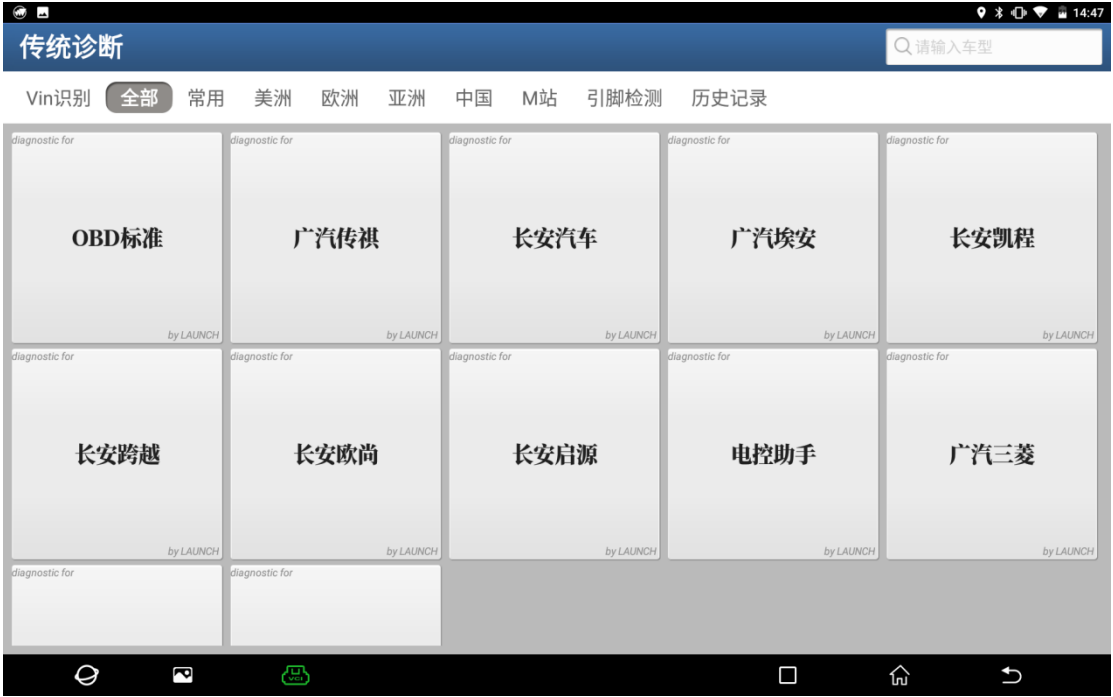 14:47
传统诊断
请输入车型
Vin识别 全部 常用 美洲 欧洲 亚洲 中国 M站 引脚检测 历史记录
diagnostic for diagnostic for diagnostic for diagnostic for diagnostic for
OBD标准 广汽传祺 长安汽车 广汽埃安 长安凯程
by LAUNCH by LAUNCH by LAUNCH by LAUNCH by LAUNCH
diagnostic for diagnostic for diagnostic for diagnostic for diagnostic for
长安跨越 长安欧尚 长安启源 电控助手 广汽三菱
by LAUNCH by LAUNCH by LAUNCH by LAUNCH by LAUNCH
diagnostic for diagnostic for
VCI